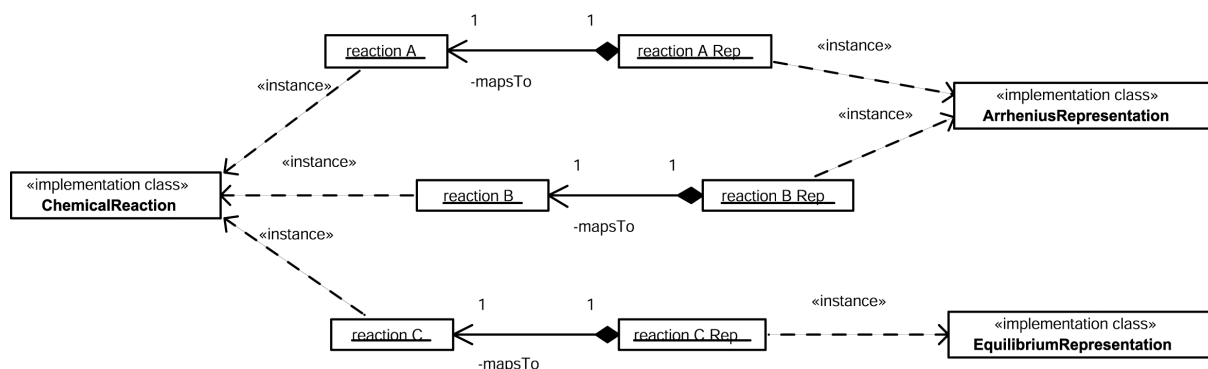 1 1
reaction A
reaction A Rep
«instance»
-mapsTo
«instance»
«implementation class»
ArrheniusRepresentation
«instance»
«instance»
1 1
«implementation class»
ChemicalReaction
reaction B
reaction B Rep
-mapsTo
«instance»
1 1
«instance»
reaction C
reaction C Rep
-mapsTo
«implementation class»
EquilibriumRepresentation